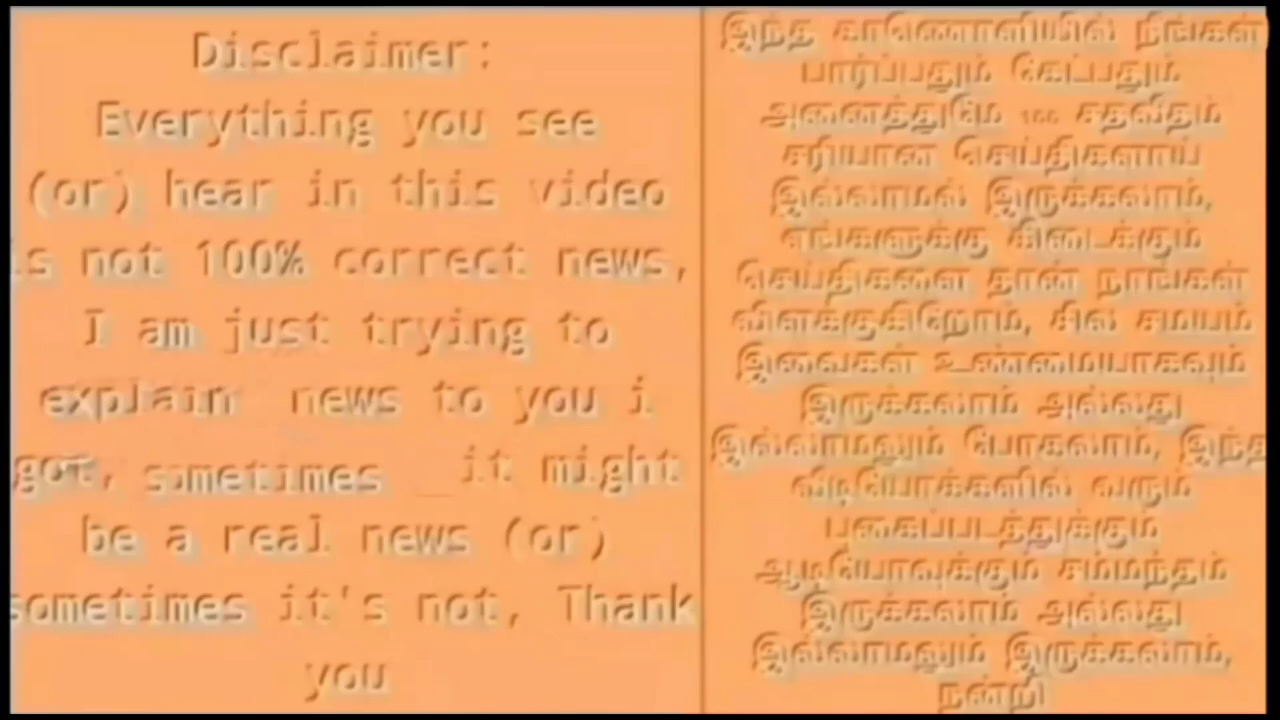 Disclaimer:
Everything you see
(or) hear in this video
is not 100% correct news,
I am just trying to
explain news to you i
got, sometimes __it might
be a real news (or)
sometimes it's not, Thank
you
இந்த காணொளியில் நீங்கள்
பார்ப்பதும் கேட்பதும்
அனைத்துமே 100 சதவீதம்
சரியான செய்திகளாய்
இல்லாமல் இருக்கலாம்,
எங்களுக்கு கிடைக்கும்
செய்திகளை தான் நாங்கள்
விளக்குகிறோம், சில சமயம்
இவைகள் உண்மையாகவும்
இருக்கலாம் அல்லது
இல்லாமலும் போகலாம், இந்த
வீடியோக்களில் வரும்
புகைப்படத்துக்கும்
ஆடியோவுக்கும் சம்மந்தம்
இருக்கலாம் அல்லது
இல்லாமலும் இருக்கலாம்,
நன்றி